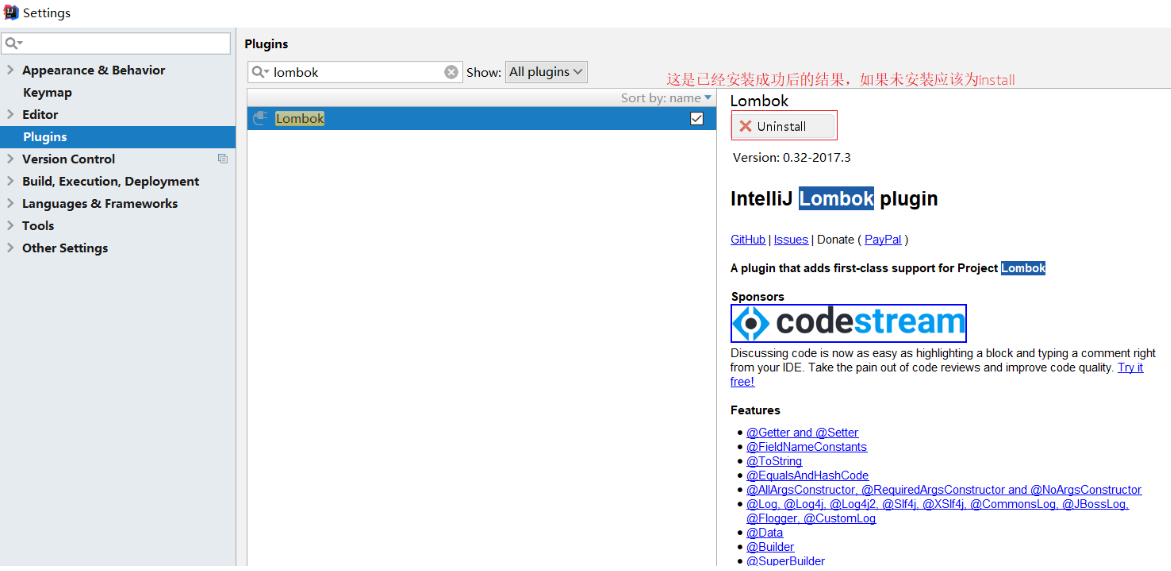 Settings
Appearance & Behavior
Keymap
Editor
Plugins
Version Control
Build, Execution, Deployment
Languages & Frameworks
Tools
Other Settings
Plugins
lombok
Show: All plugins
这是已经安装成功后的结果，如果未安装应该为install
Sort by: name
Lombok
Lombok
Uninstall
Version: 0.32-2017.3
IntelliJ Lombok plugin
GitHub | Issues | Donate ( PayPal )
A plugin that adds first-class support for Project Lombok
Sponsors
codestream
Discussing code is now as easy as highlighting a block and typing a comment right
from your IDE. Take the pain out of code reviews and improve code quality. Try it
free!
Features
@Getter and @Setter
@FieldNameConstants
@ToString
@EqualsAndHashCode
@AllArgsConstructor, @RequiredArgsConstructor and @NoArgsConstructor
@Log, @Log4j, @Log4j2, @Slf4j, @XSlf4j, @CommonsLog, @JBossLog,
@Flogger, @CustomLog
@Data
@Builder
@SuperBuilder